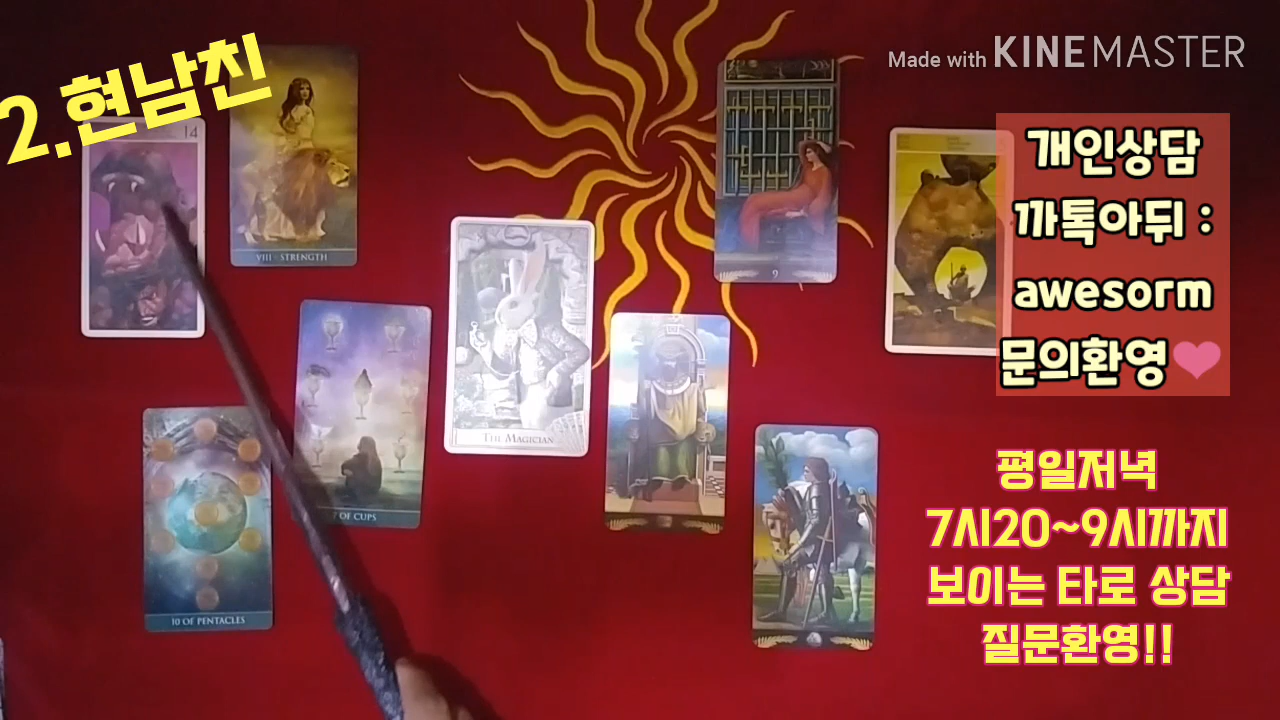 Made with KINEMASTER
2.현남친
개인상담
까톡아뒤 :
awesorm
문의환영
평일저녁
7시20~9시까지
보이는 타로 상담
질문환영!!
14
VIII · STRENGTH
9
THE MAGICIAN
OF CUPS
10 OF PENTACLES